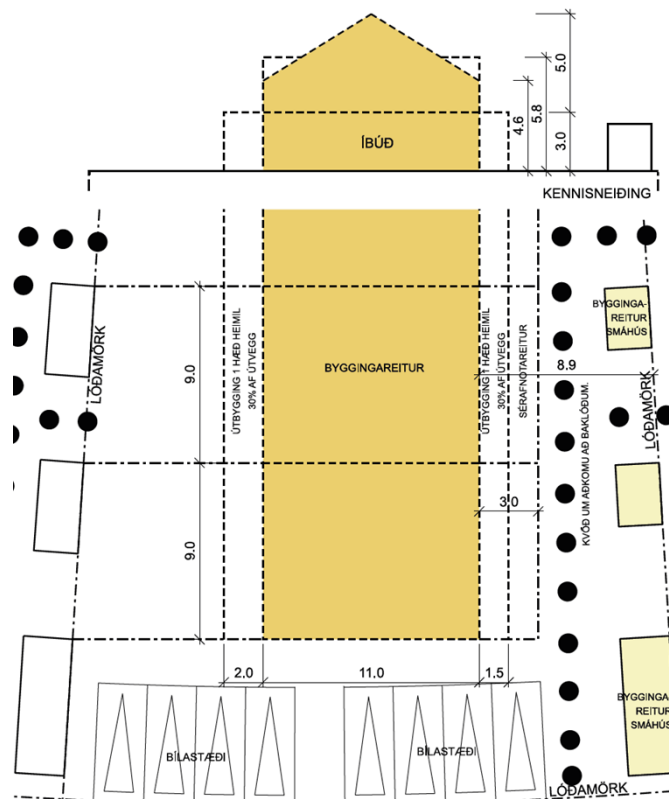 5.0
5.8
4.6
3.0
ÍBÚÐ
KENNISNEIÐING
LÓÐAMÖRK
9.0
ÚTBYGGING 1 HÆÐ HEIMIL
30% AF ÚTVEGG
BYGGINGAREITUR
ÚTBYGGING 1 HÆÐ HEIMIL
30% AF ÚTVEGG
SÉRAFNOTAREITUR
8.9
BYGGINGA-
REITUR
SMÁHÚS
LÓÐAMÖRK
KVÖÐ UM AÐKOMU AÐ BAKLÓÐUM.
9.0
3.0
2.0
11.0
1.5
BYGGINGA-
REITUR
SMÁHÚS
BÍLASTÆÐI
BÍLASTÆÐI
LÓÐAMÖRK